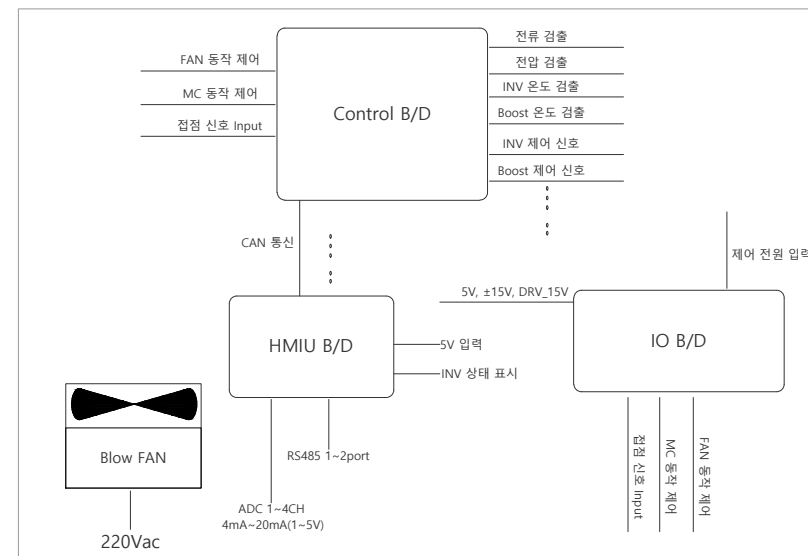 전류 검출
FAN 동작 제어
전압 검출
INV 온도 검출
MC 동작 제어
Control B/D
Boost 온도 검출
접점 신호 Input
INV 제어 신호
Boost 제어 신호
CAN 통신
제어 전원 입력
5V, ±15V, DRV_15V
HMIU B/D
5V 입력
IO B/D
INV 상태 표시
Blow FAN
RS485 1~2port
접점 신호 Input
MC 동작 제어
FAN 동작 제어
ADC 1~4CH
4mA~20mA(1~5V)
220Vac